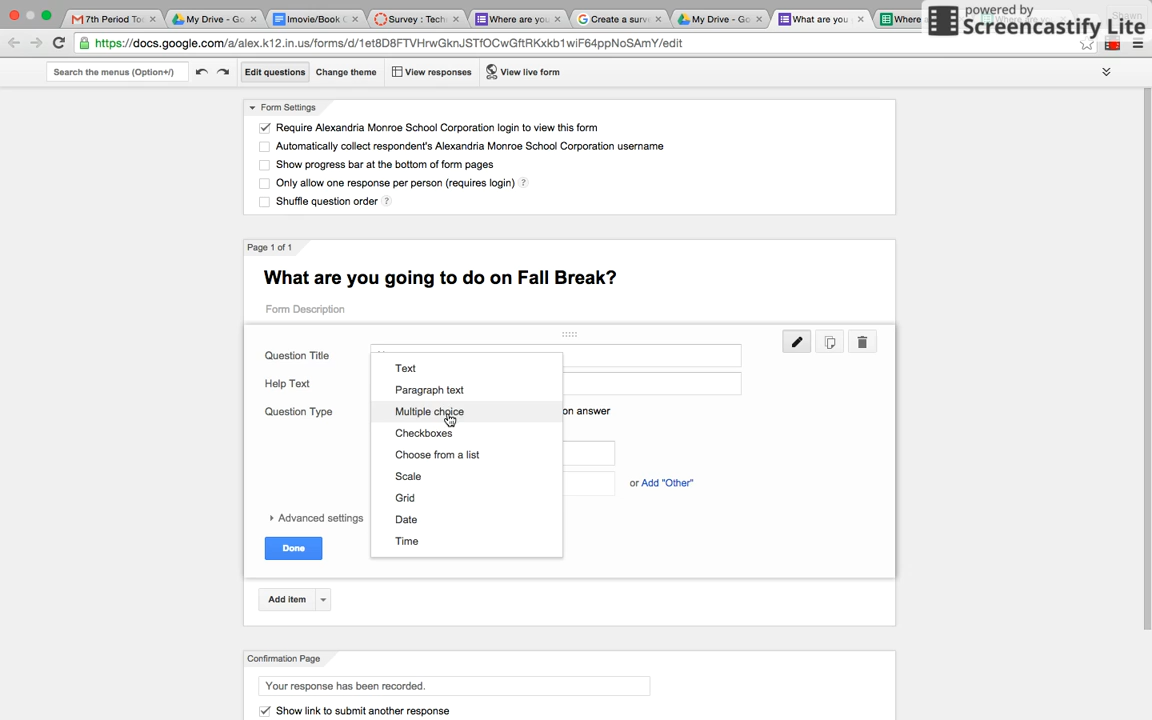 7th Period Too
My Drive - Go
Imovie/Book C
Survey : Tech
Where are you
Create a surve
My Drive - Go
What are you
Where
powered by
Screencastify Lite
https://docs.google.com/a/alex.k12.in.us/forms/d/1et8D8FTVHrwGknJSTfOCwGftRKxkb1wiF64ppNoSAmY/edit
Search the menus (Option+/)
Edit questions
Change theme
View responses
View live form
Form Settings
Require Alexandria Monroe School Corporation login to view this form
Automatically collect respondent's Alexandria Monroe School Corporation username
Show progress bar at the bottom of form pages
Only allow one response per person (requires login) ?
Shuffle question order ?
Page 1 of 1
What are you going to do on Fall Break?
Form Description
Question Title
Help Text
Question Type
Text
Paragraph text
Multiple choice
on answer
Checkboxes
Choose from a list
Scale
or Add "Other"
Grid
Date
Time
Advanced settings
Done
Add item
Confirmation Page
Your response has been recorded.
Show link to submit another response